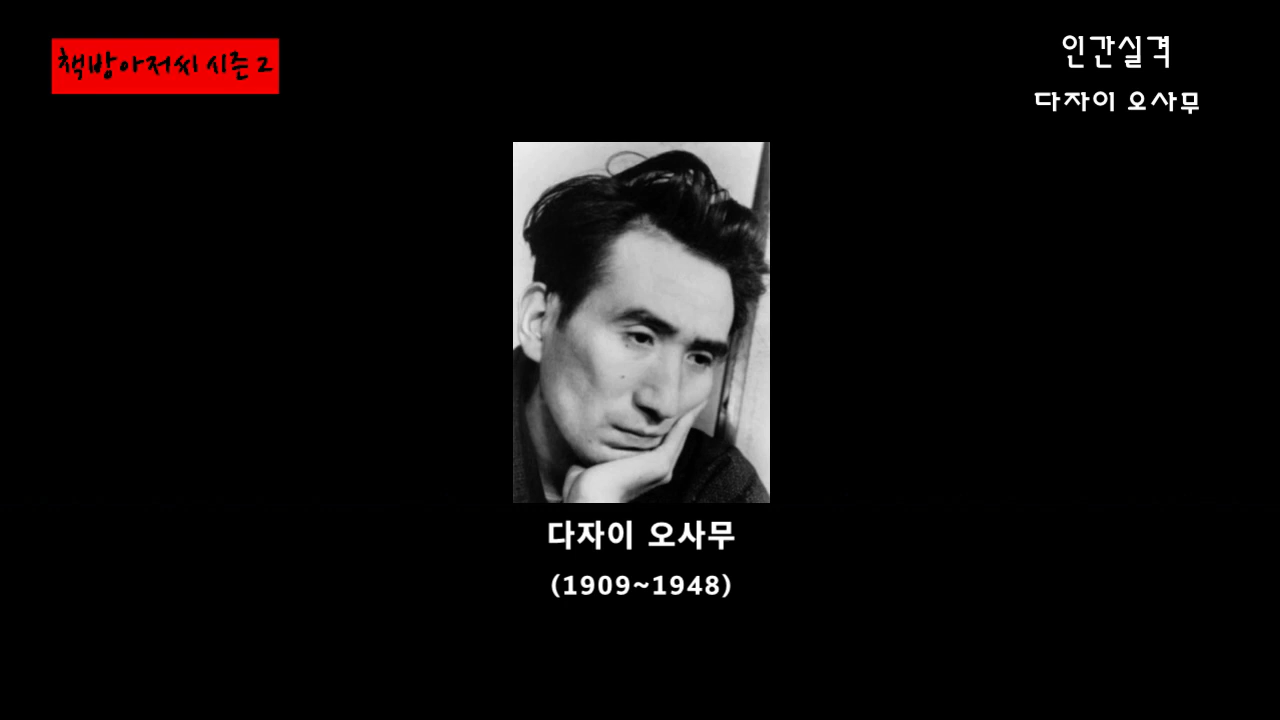 책방아저씨 시즌 2
인간실격
다자이 오사무
다자이 오사무
(1909~1948)